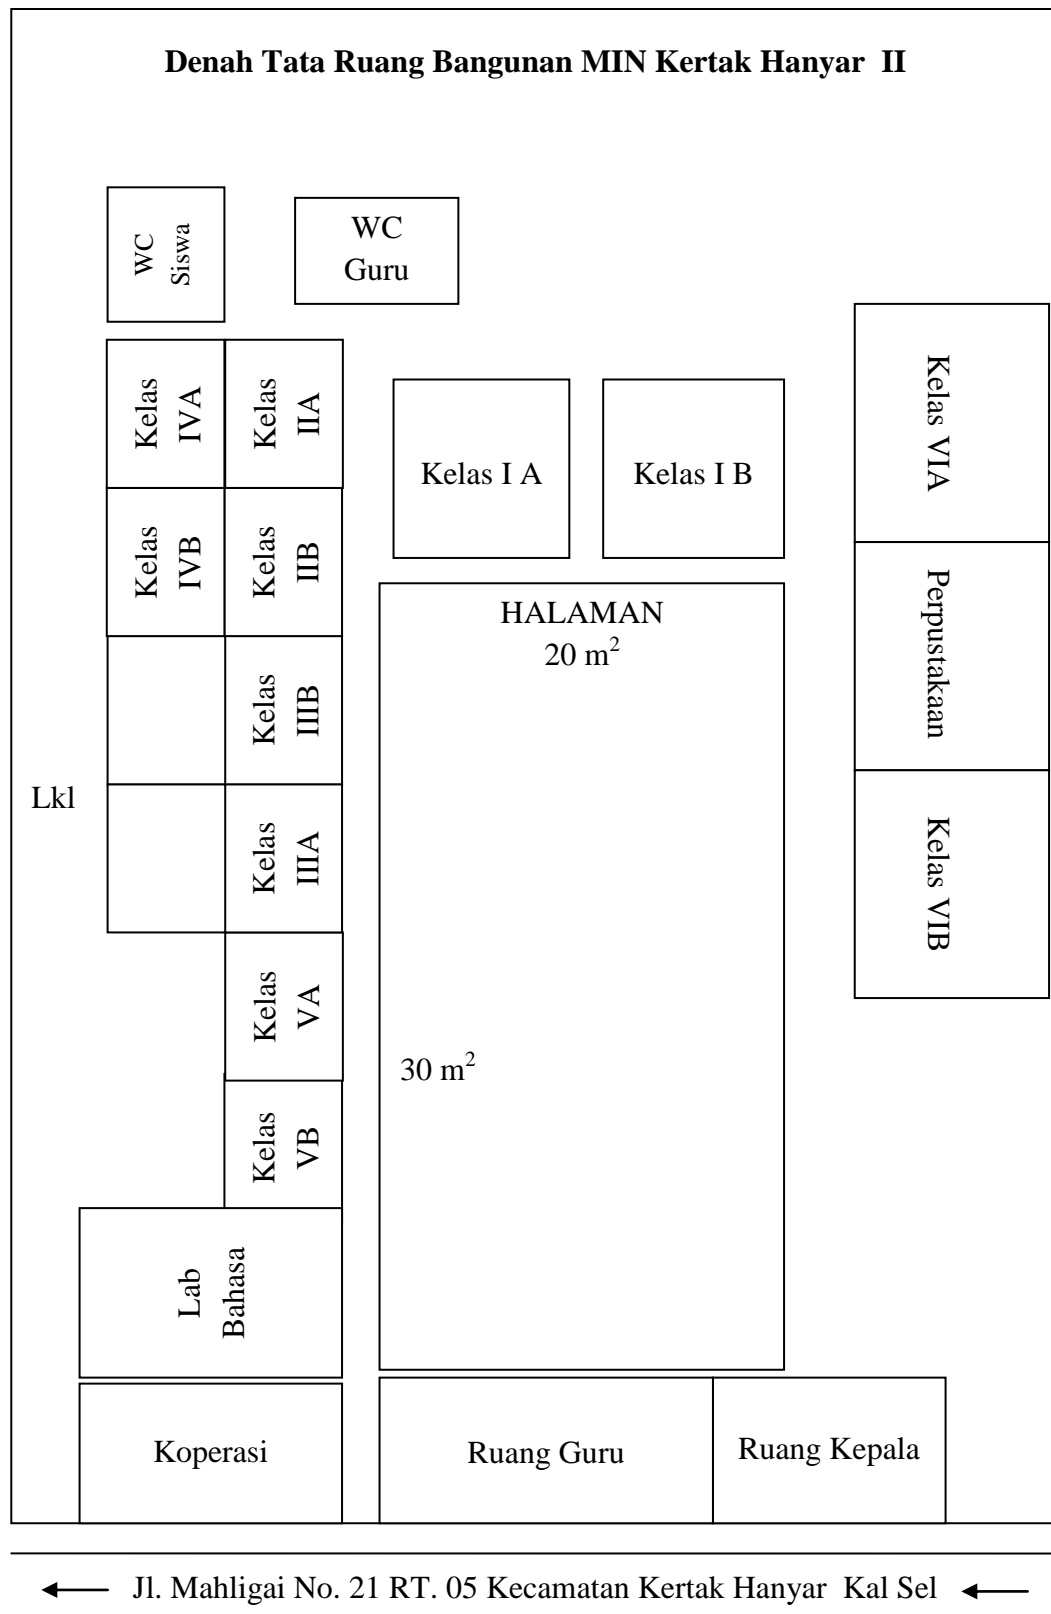 Denah Tata Ruang Bangunan MIN Kertak Hanyar  II
WC
Siswa
WC
Guru
Kelas
IVA
Kelas
IIA
Kelas I A
Kelas I B
Kelas VIA
Kelas
IVB
Kelas
IIB
HALAMAN
20 m²
Perpustakaan
Kelas
IIIB
Lkl
Kelas
IIIA
Kelas VIB
Kelas
VA
30 m²
Kelas
VB
Lab
Bahasa
Koperasi
Ruang Guru
Ruang Kepala
Jl. Mahligai No. 21 RT. 05 Kecamatan Kertak Hanyar  Kal Sel